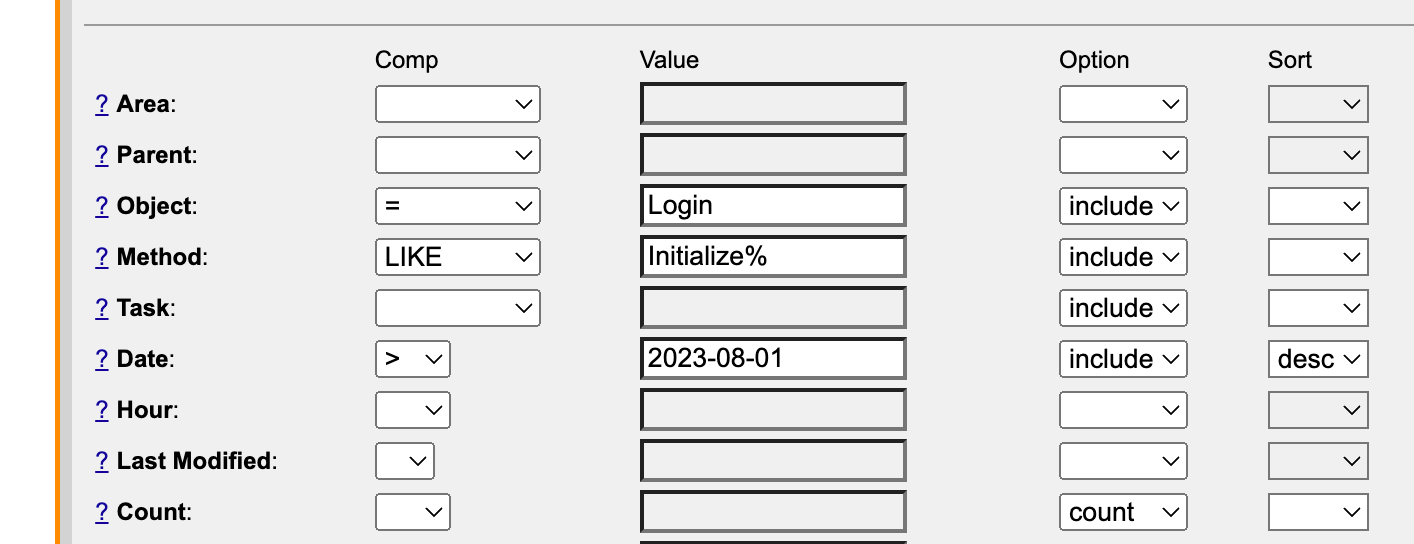 Comp Value Option Sort
? Area:
? Parent:
? Object: = Login include
? Method: LIKE Initialize% include
? Task: include
? Date: > 2023-08-01 include desc
? Hour:
? Last Modified:
? Count: count